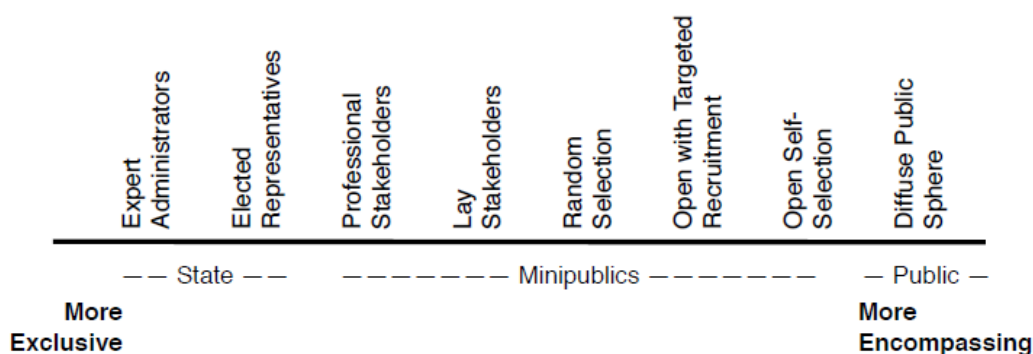 Expert
Administrators
Elected
Representatives
Professional
Stakeholders
Lay
Stakeholders
Random
Selection
Open with Targeted
Recruitment
Open Self-
Selection
Diffuse Public
Sphere
— — State — —
— — — — — — — Minipublics — — — — — — —
— Public —
More
Exclusive
More
Encompassing